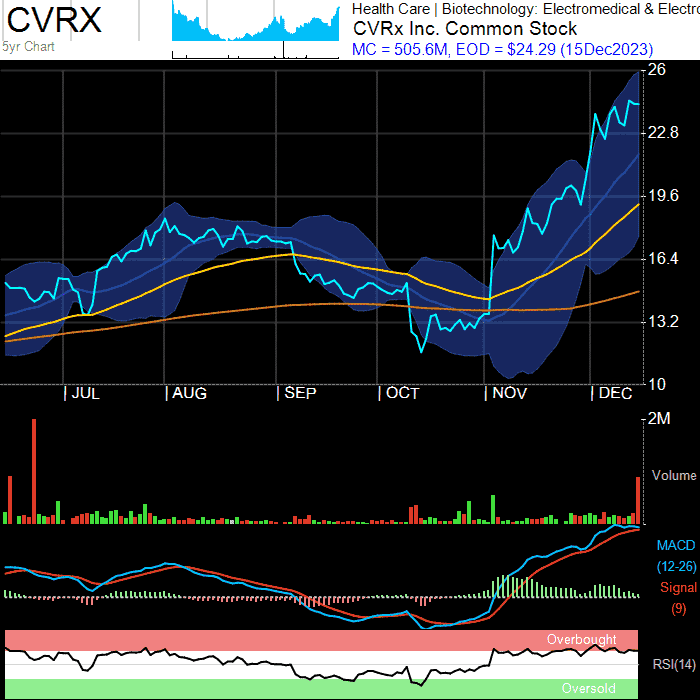 CVRX
5yr Chart
Health Care | Biotechnology: Electromedical & Electro
CVRx Inc. Common Stock
MC = 505.6M, EOD = $24.29 (15Dec2023)
26
22.8
19.6
16.4
13.2
10
| JUL | AUG | SEP | OCT | NOV | DEC
2M
Volume
MACD
(12-26)
Signal
(9)
Overbought
RSI(14)
Oversold